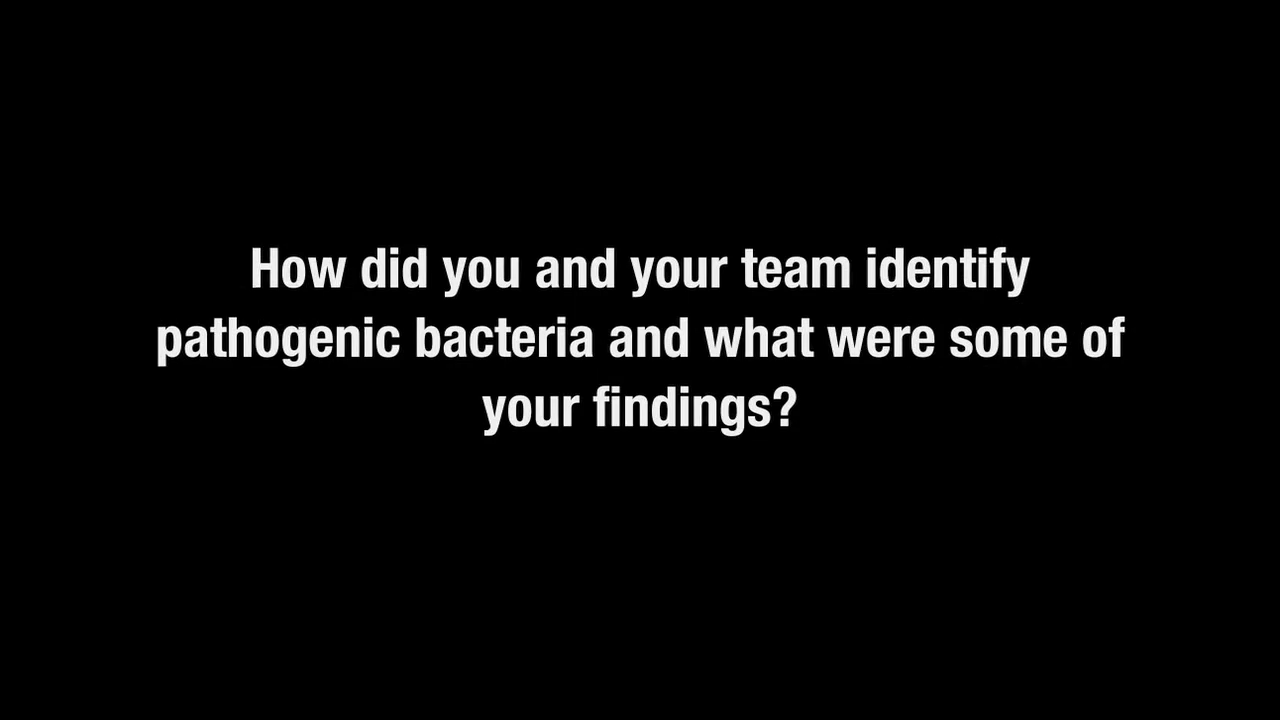 How did you and your team identify
pathogenic bacteria and what were some of
your findings?